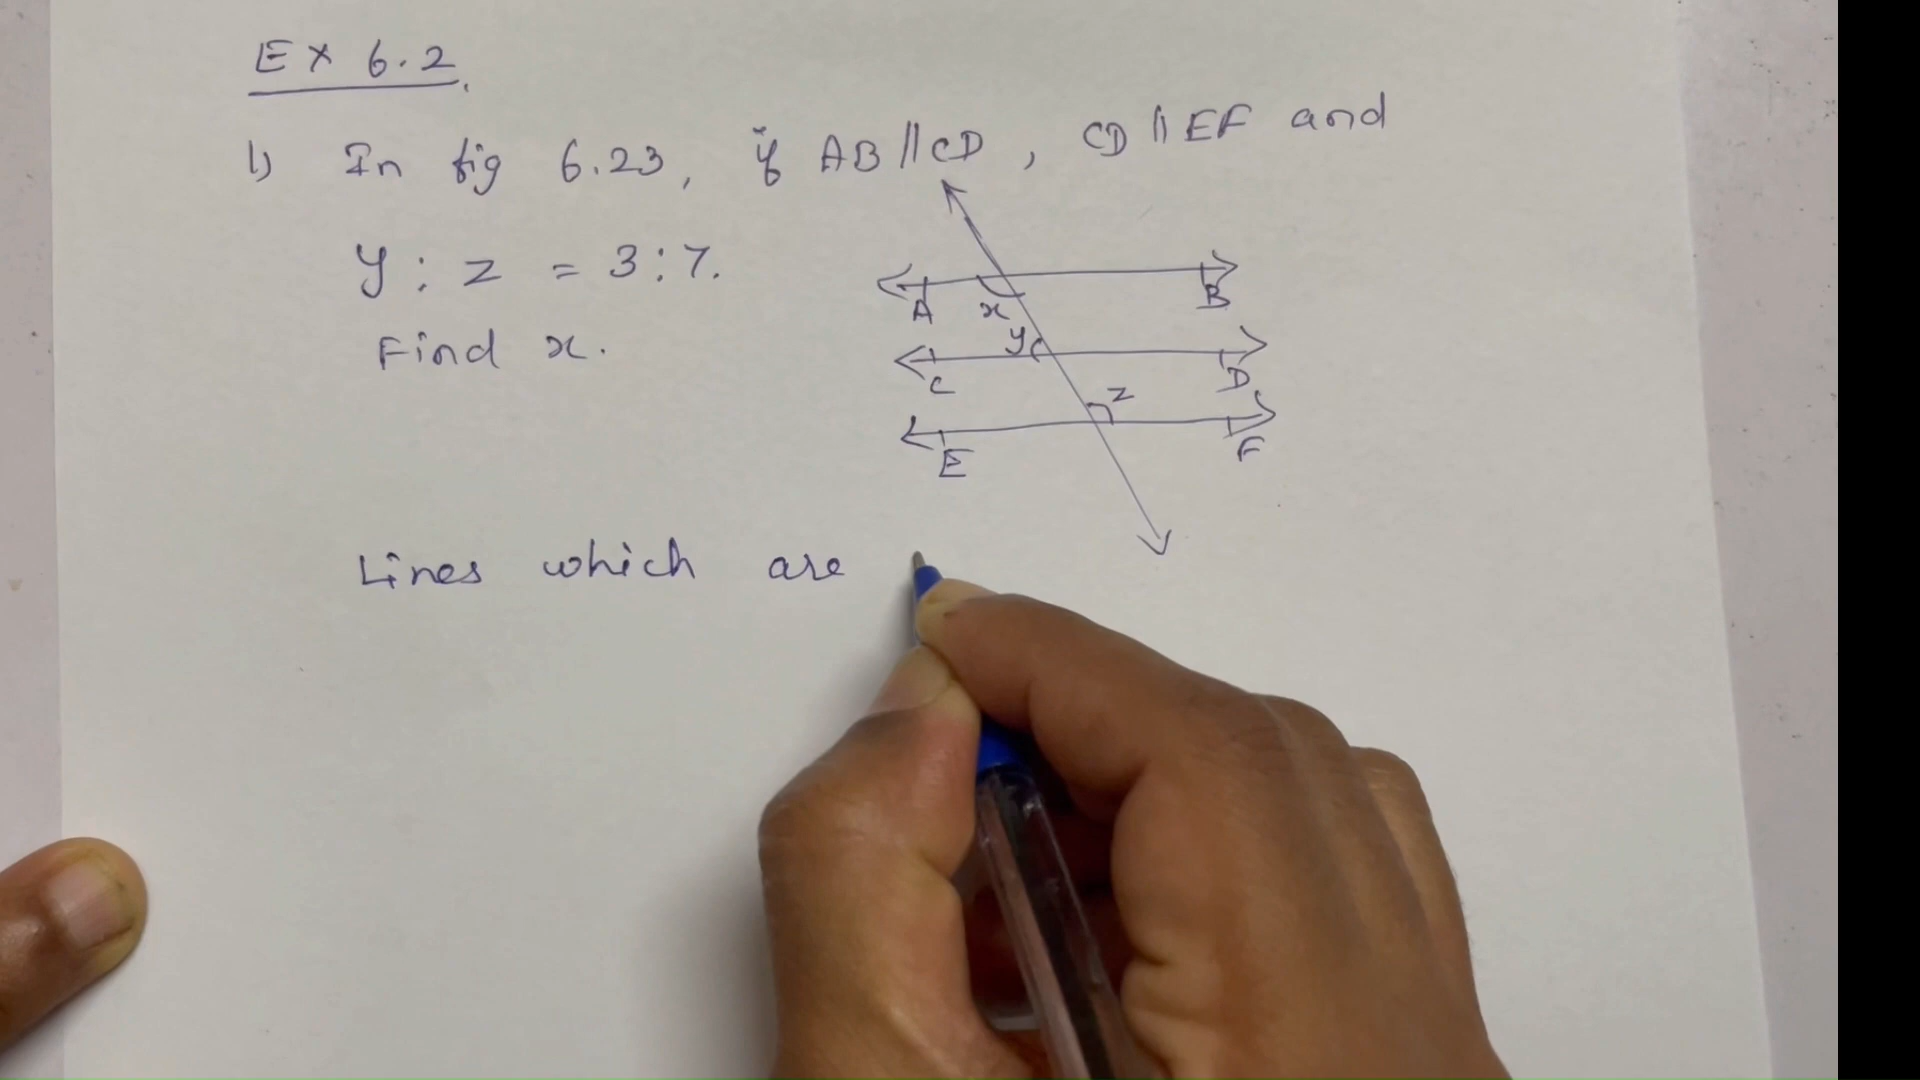 Ex 6.2.
1) In fig 6.23, if AB//CD, CD || EF and
y : z = 3:7.
Find x.
A
x
B
y
C
D
z
E
F
Lines which are